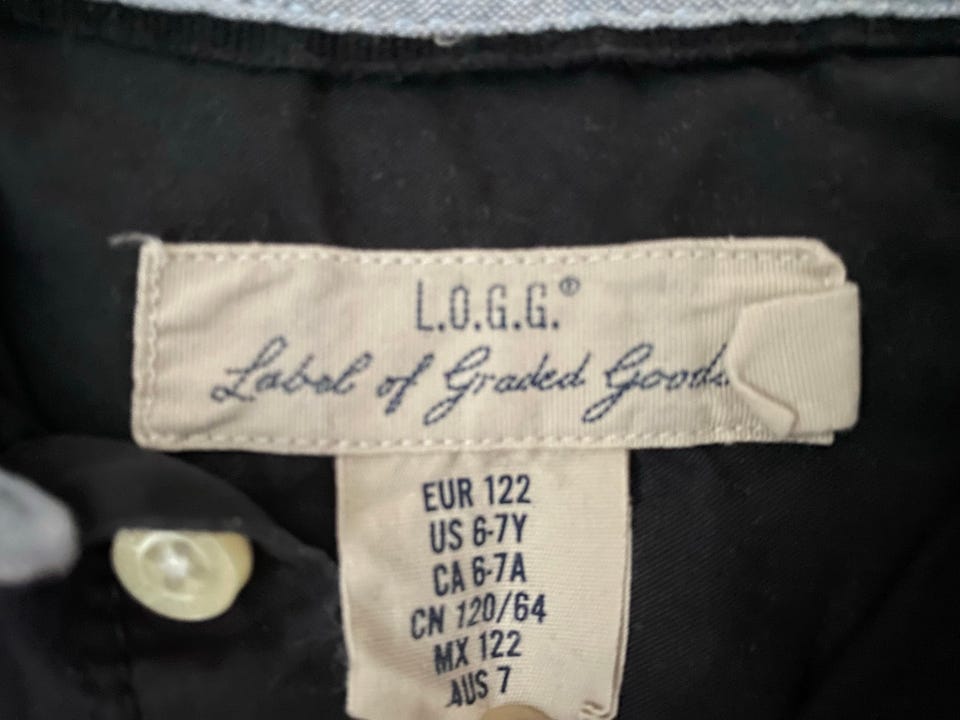 L.O.G.G.®
Label of Graded Goods
EUR 122
US 6-7Y
CA 6-7A
CN 120/64
MX 122
AUS 7